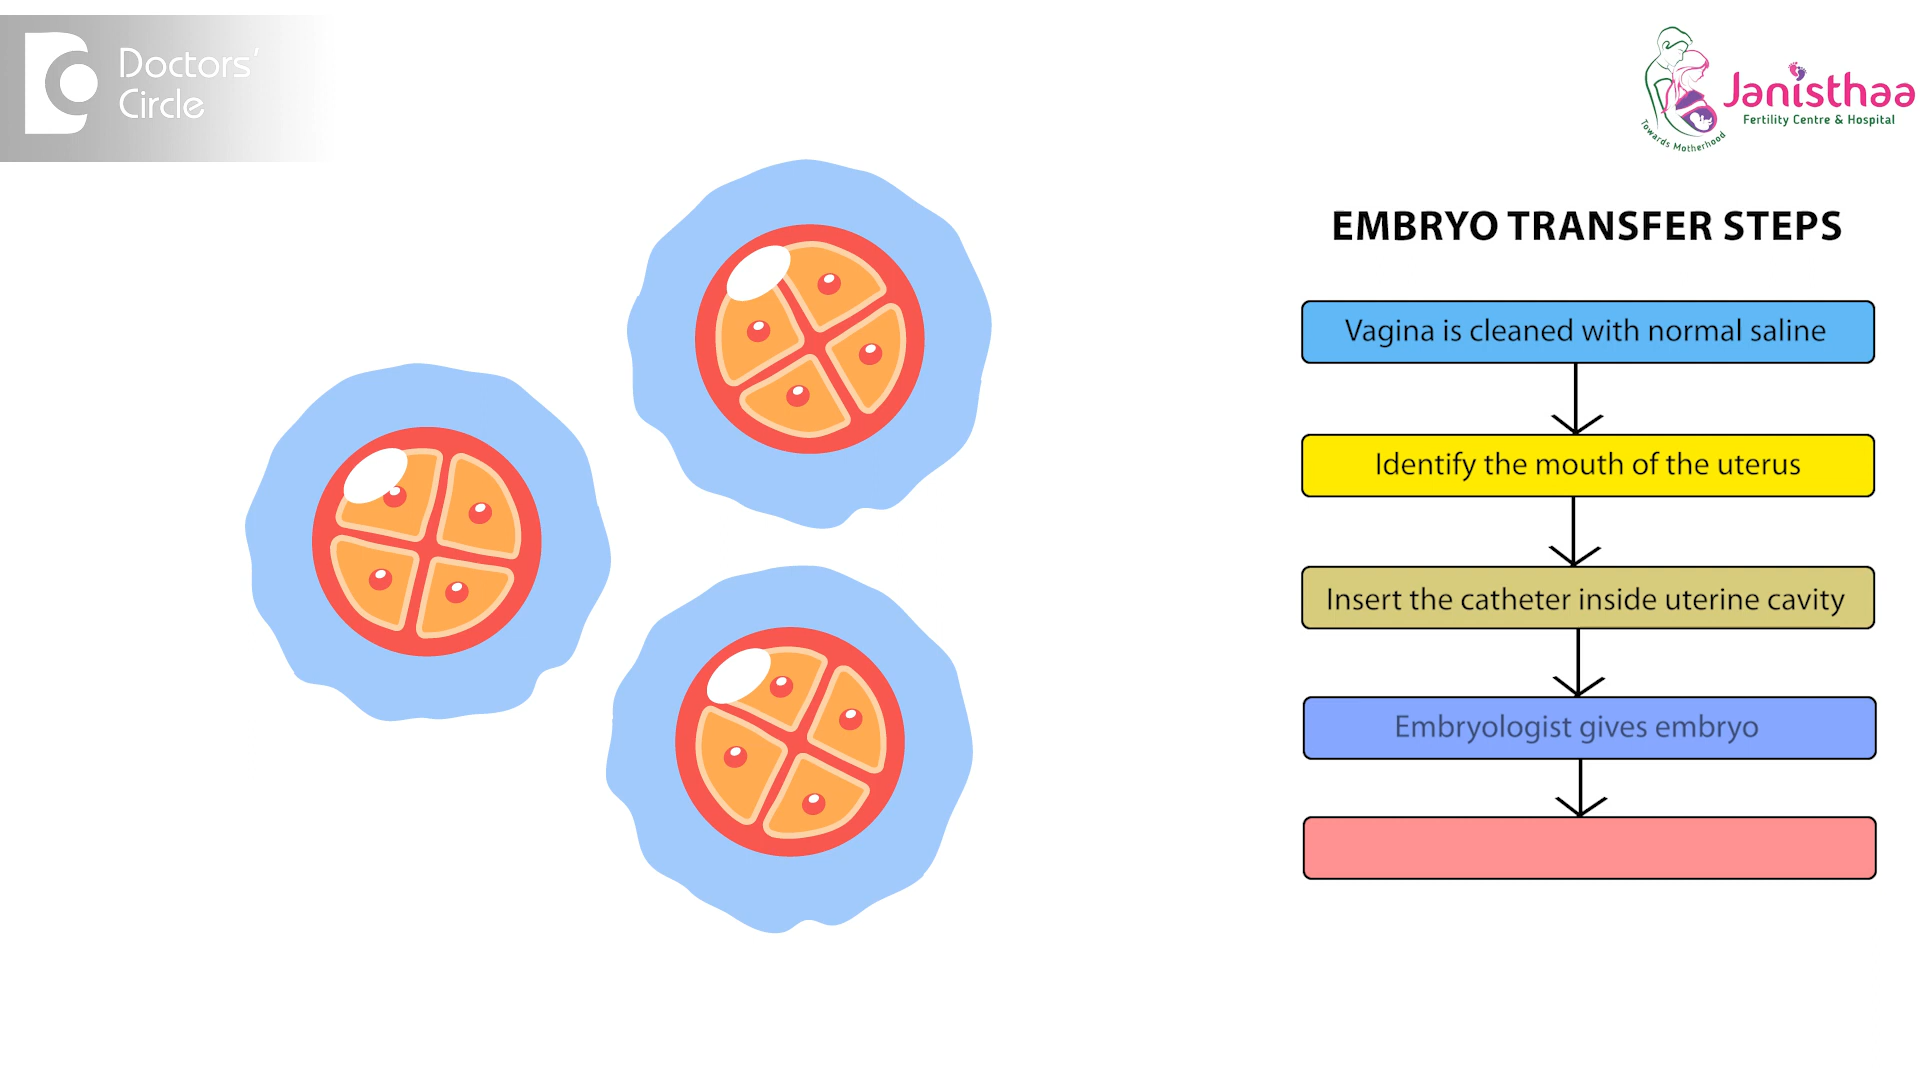 Doctors'
Circle
Janisthaa
Fertility Centre & Hospital
Towards Motherhood
EMBRYO TRANSFER STEPS
Vagina is cleaned with normal saline
Identify the mouth of the uterus
Insert the catheter inside uterine cavity
Embryologist gives embryo